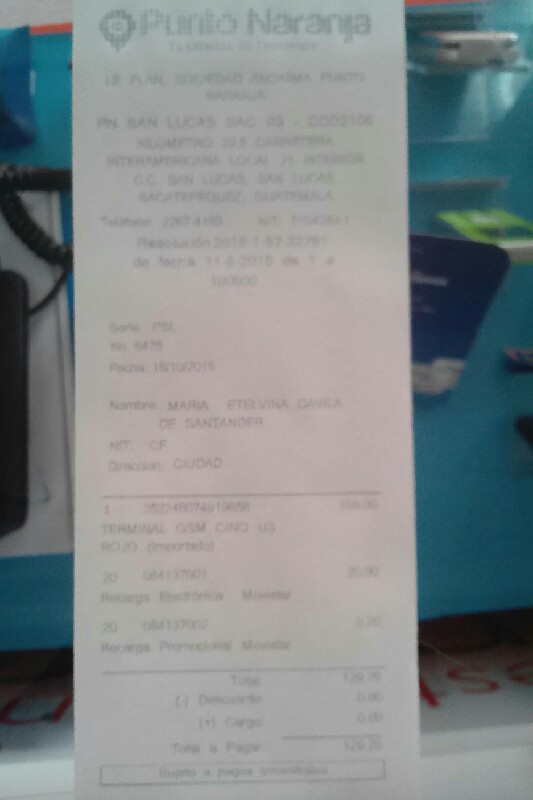 Punto Naranja
LE PLAN, SOCIEDAD ANONIMA PUNTO
NARANJA
PN SAN LUCAS SAC 03 - COD2108
KILOMETRO 29.5 CARRETERA
INTERAMERICANA LOCAL 21 INTERIOR
C.C. SAN LUCAS, SAN LUCAS,
SACATEPEQUEZ, GUATEMALA
Telefono: 2267-4183 NIT:
Resolución 2015-1-57-32761
de fecha 11.6.2015 de 1 a
100000
Serie: PSL
No. 6475
Fecha: 18/10/2016
Nombre: MARIA ETELVINA DAVILA
DE SANTANDER
NIT: CF
Direccion: CIUDAD
1 352248074919656 109.00
TERMINAL GSM CINQ U3
ROJO (Importado)
20 084137001 20.00
Recarga Electrónica Movistar
20 084137002 0.20
Recarga Promocional Movistar
Total: 129.20
(-) Descuento: 0.00
(+) Cargo: 0.00
Total a Pagar: 129.20
Sujeto a pagos trimestrales